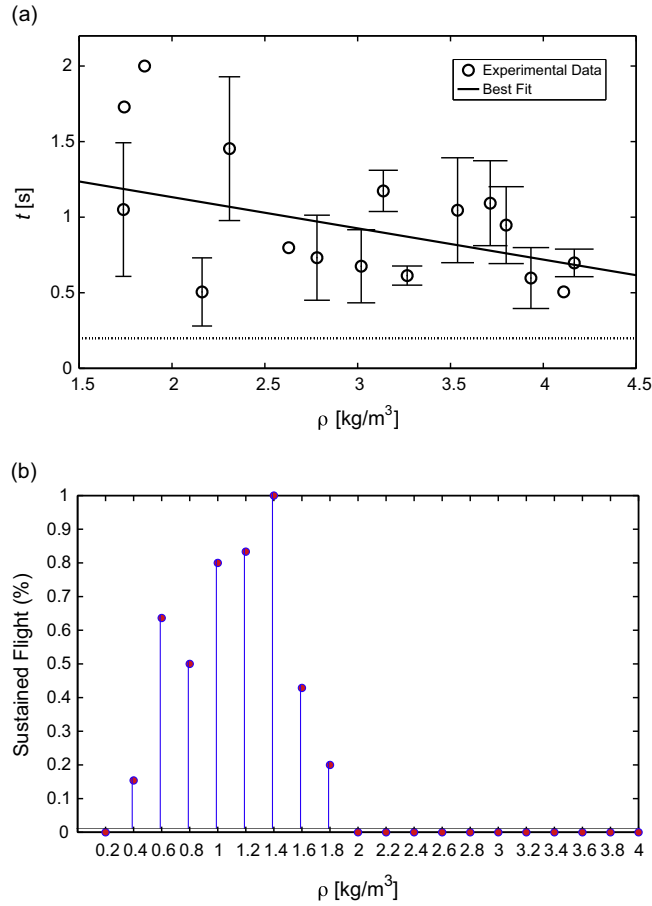 (a)
2
1.5
1
0.5
0
t [s]
Experimental Data
Best Fit
1.5 2 2.5 3 3.5 4 4.5
ρ [kg/m³]
(b)
1
0.9
0.8
0.7
0.6
0.5
0.4
0.3
0.2
0.1
0
Sustained Flight (%)
0.2 0.4 0.6 0.8 1 1.2 1.4 1.6 1.8 2 2.2 2.4 2.6 2.8 3 3.2 3.4 3.6 3.8 4
ρ [kg/m³]